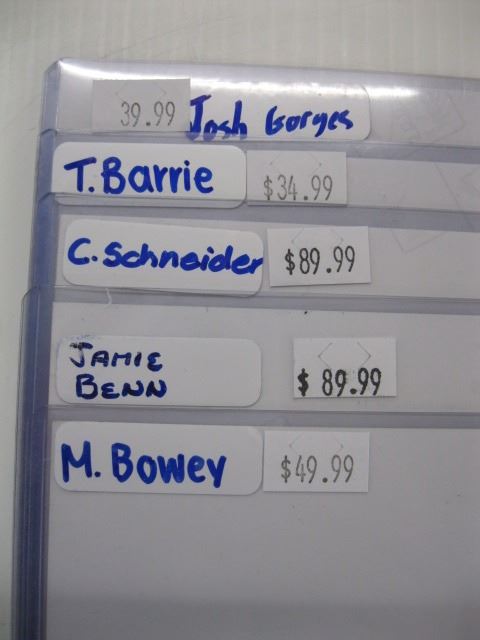 39.99 Josh Gorges
T. Barrie $34.99
C. Schneider $89.99
JAMIE
BENN $ 89.99
M. Bowey $49.99